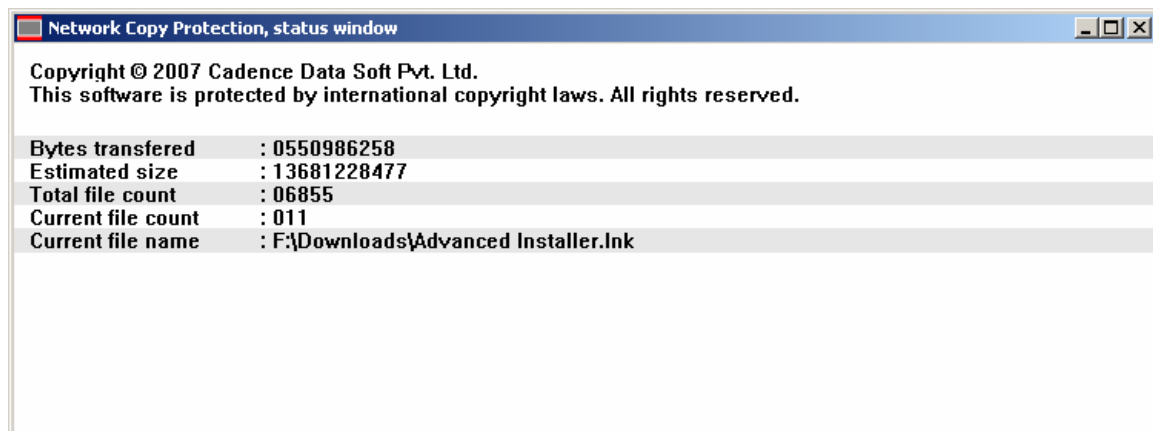 Network Copy Protection, status window
Copyright © 2007 Cadence Data Soft Pvt. Ltd.
This software is protected by international copyright laws. All rights reserved.
Bytes transfered : 0550986258
Estimated size : 13681228477
Total file count : 06855
Current file count : 011
Current file name : F:\Downloads\Advanced Installer.lnk